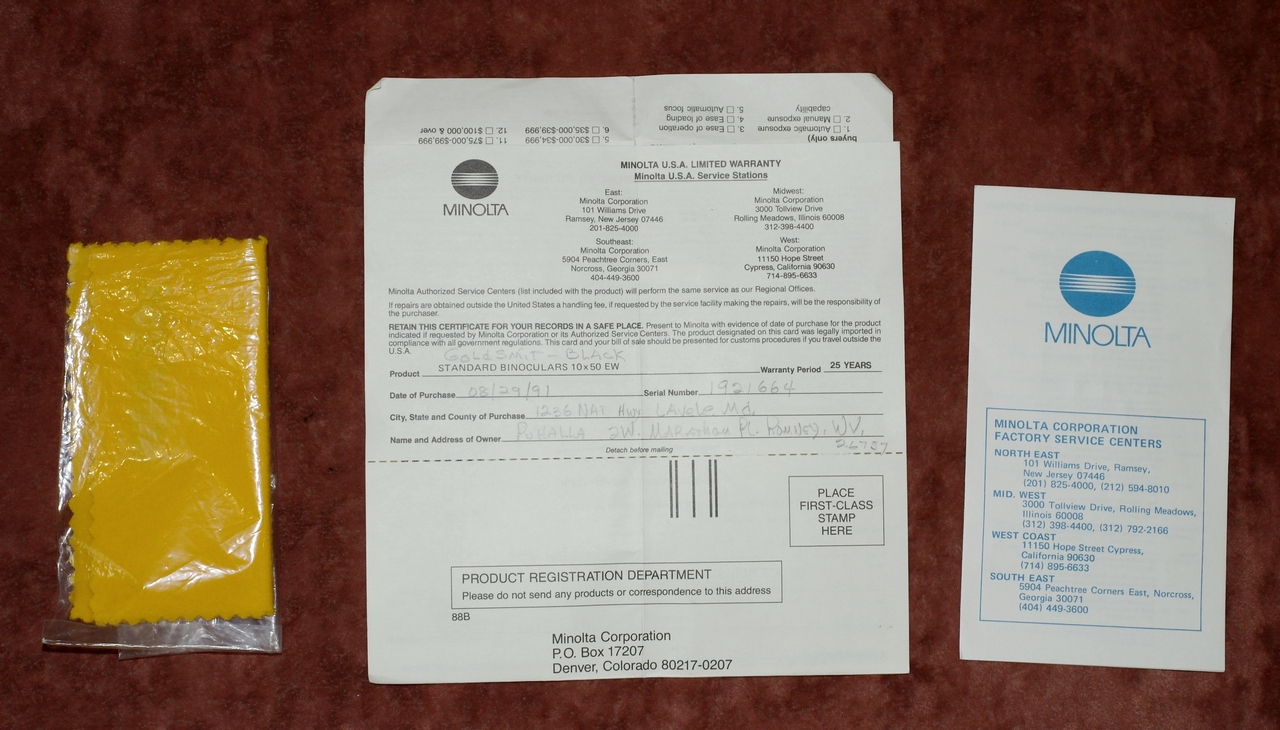 5. ☐ Automatic focus
4. ☐ Ease of loading
3. ☐ Ease of operation
capability
2. ☐ Manual exposure
1. ☐ Automatic exposure
buyers only)
12. ☐ $100,000 & over
11. ☐ $75,000-$99,999
6. ☐ $35,000-$39,999
5. ☐ $30,000-$34,999
MINOLTA
MINOLTA U.S.A. LIMITED WARRANTY
Minolta U.S.A. Service Stations
East:
Minolta Corporation
101 Williams Drive
Ramsey, New Jersey 07446
201-825-4000
Midwest:
Minolta Corporation
3000 Tollview Drive
Rolling Meadows, Illinois 60008
312-398-4400
Southeast:
Minolta Corporation
5904 Peachtree Corners, East
Norcross, Georgia 30071
404-449-3600
West:
Minolta Corporation
11150 Hope Street
Cypress, California 90630
714-895-6633
Minolta Authorized Service Centers (list included with the product) will perform the same service as our Regional Offices.
If repairs are obtained outside the United States a handling fee, if requested by the service facility making the repairs, will be the responsibility of
the purchaser.
RETAIN THIS CERTIFICATE FOR YOUR RECORDS IN A SAFE PLACE. Present to Minolta with evidence of date of purchase for the product
indicated if requested by Minolta Corporation or its Authorized Service Centers. The product designated on this card was legally imported in
compliance with all government regulations. This card and your bill of sale should be presented for customs procedures if you travel outside the
U.S.A.
GOLDSMIT - BLACK
Product STANDARD BINOCULARS 10x50 EW Warranty Period 25 YEARS
Date of Purchase 08/29/91 Serial Number 1921664
City, State and County of Purchase 1236 NAT Hwy LAVALE Md,
Name and Address of Owner 2W. MARATHON PL. Romney, WV,
26757
Detach before mailing
PLACE
FIRST-CLASS
STAMP
HERE
PRODUCT REGISTRATION DEPARTMENT
Please do not send any products or correspondence to this address
88B
Minolta Corporation
P.O. Box 17207
Denver, Colorado 80217-0207
MINOLTA
MINOLTA CORPORATION
FACTORY SERVICE CENTERS
NORTH EAST
101 Williams Drive, Ramsey,
New Jersey 07446
(201) 825-4000, (212) 594-8010
MID. WEST
3000 Tollview Drive, Rolling Meadows,
Illinois 60008
(312) 398-4400, (312) 792-2166
WEST COAST
11150 Hope Street Cypress,
California 90630
(714) 895-6633
SOUTH EAST
5904 Peachtree Corners East, Norcross,
Georgia 30071
(404) 449-3600